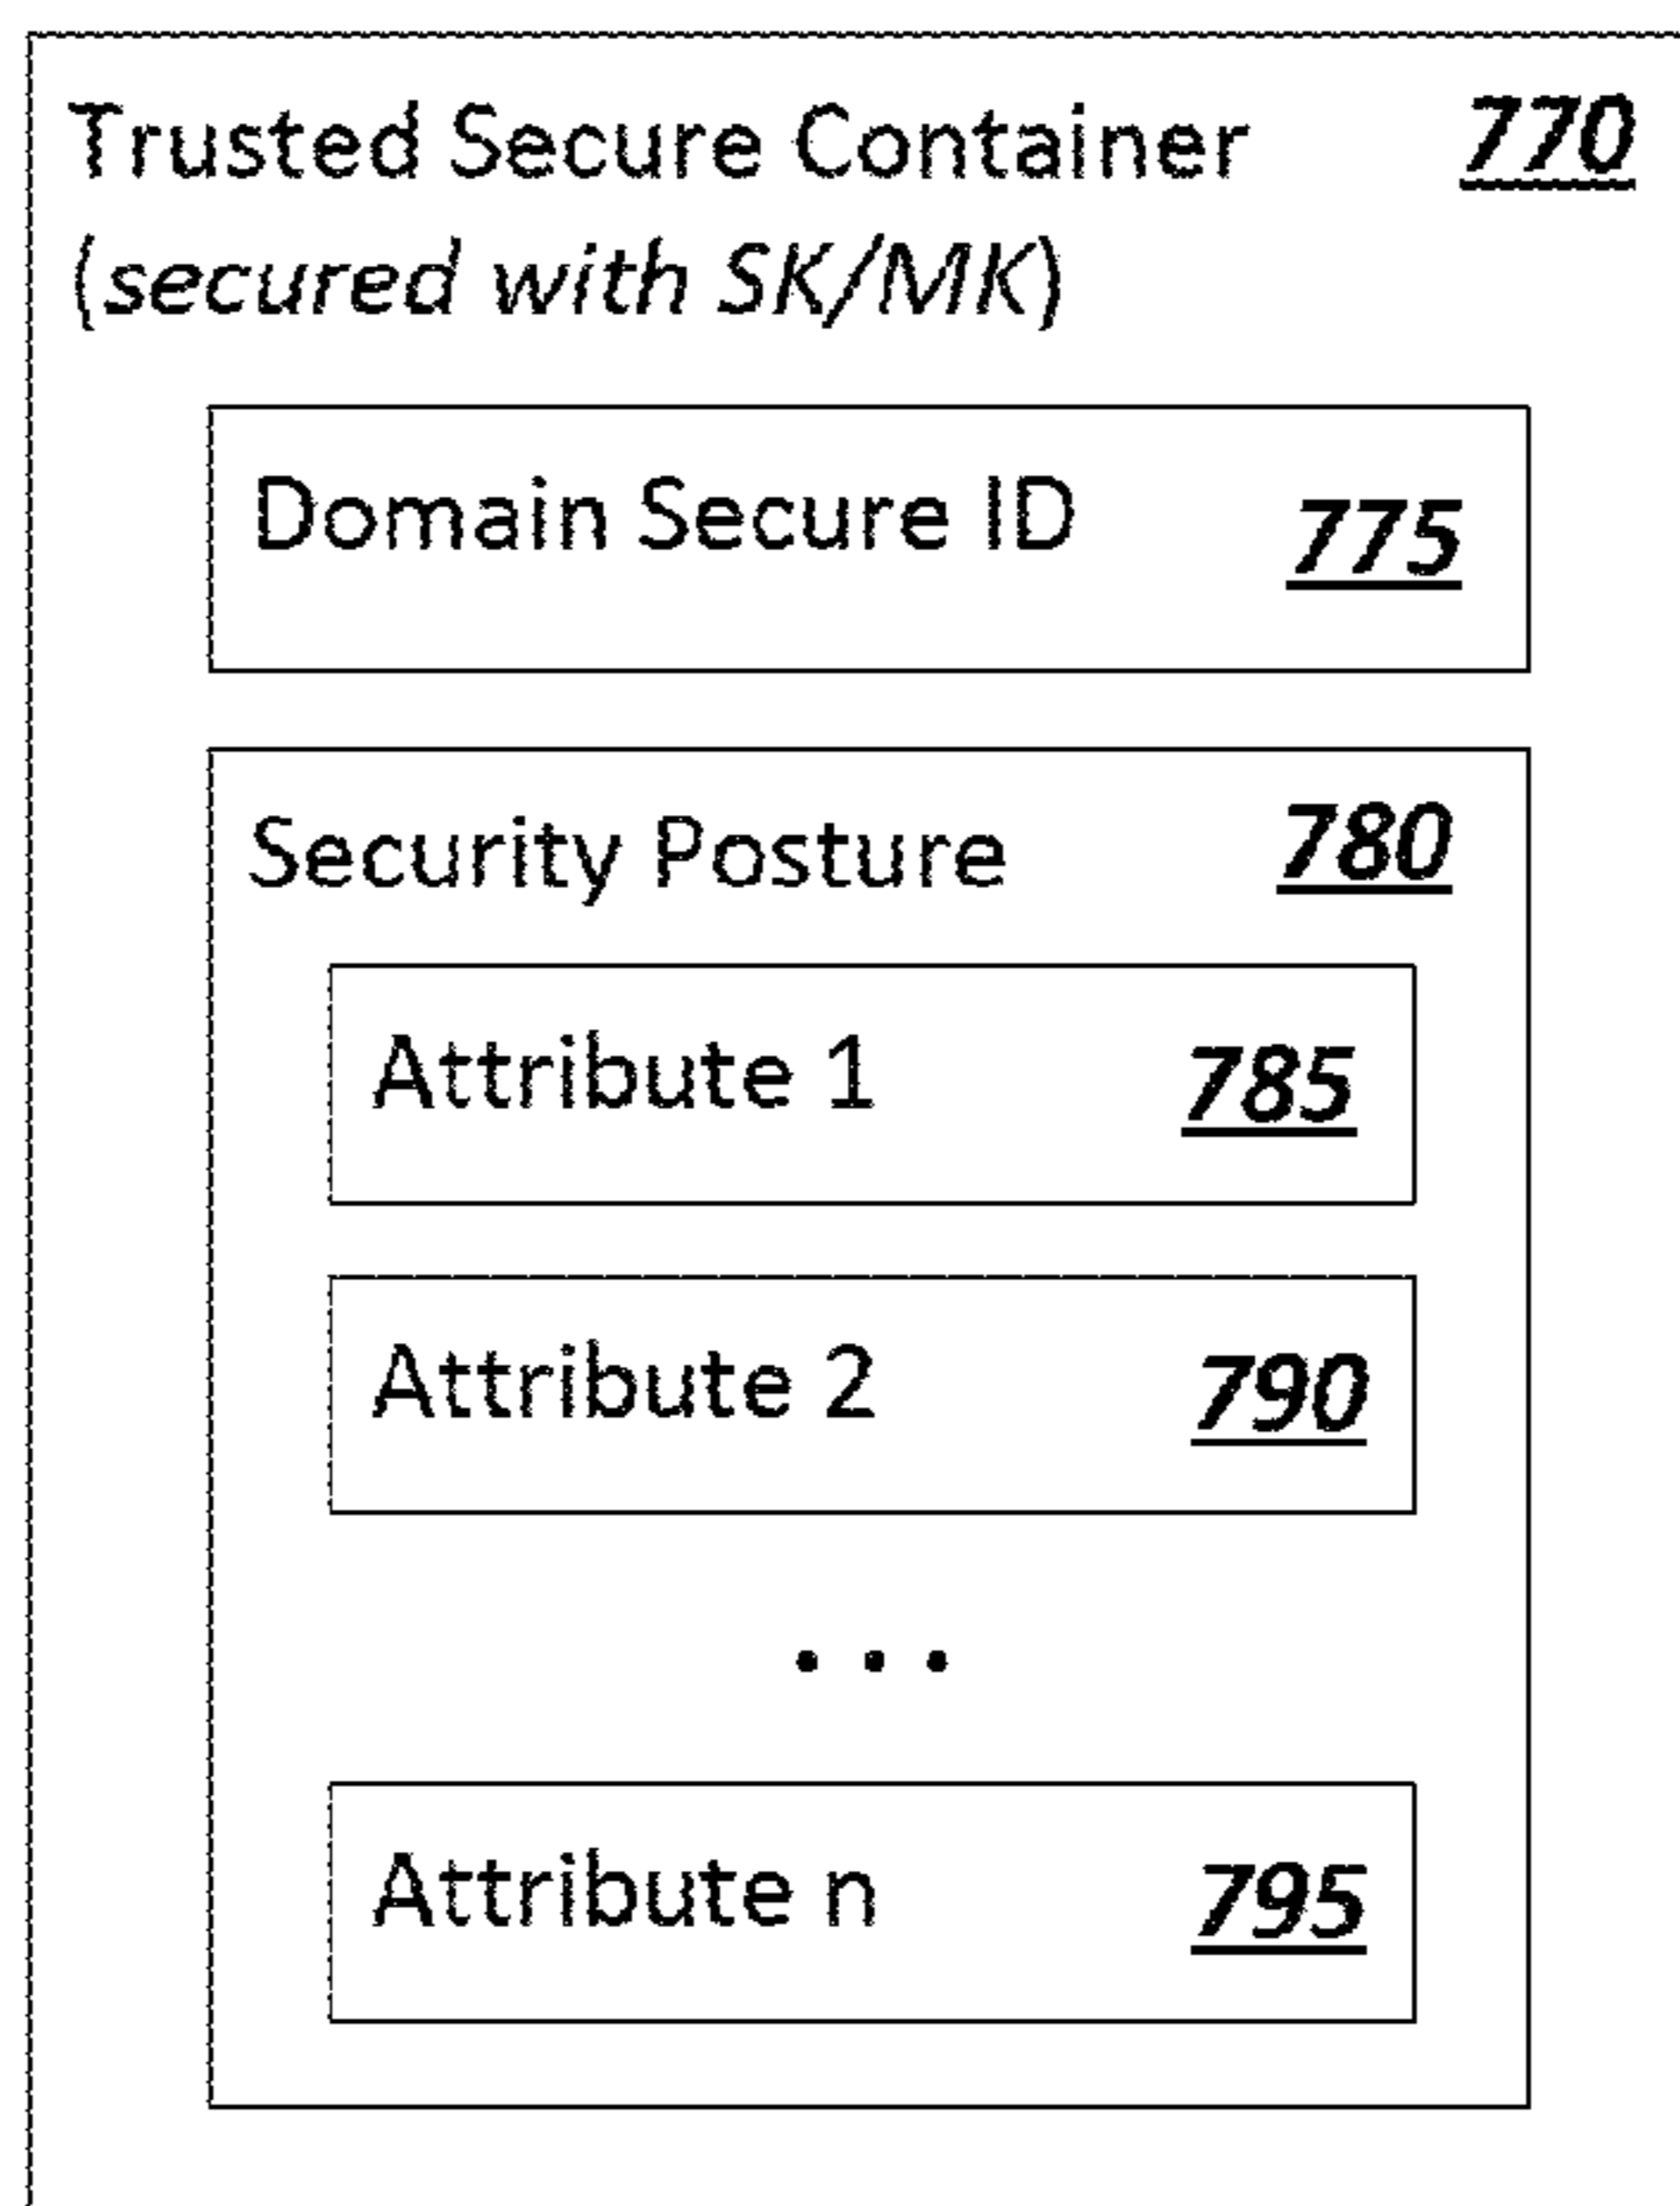 Trusted Secure Container 770
(secured with SK/MK)
Domain Secure ID 775
Security Posture 780
Attribute 1 785
Attribute 2 790
...
Attribute n 795